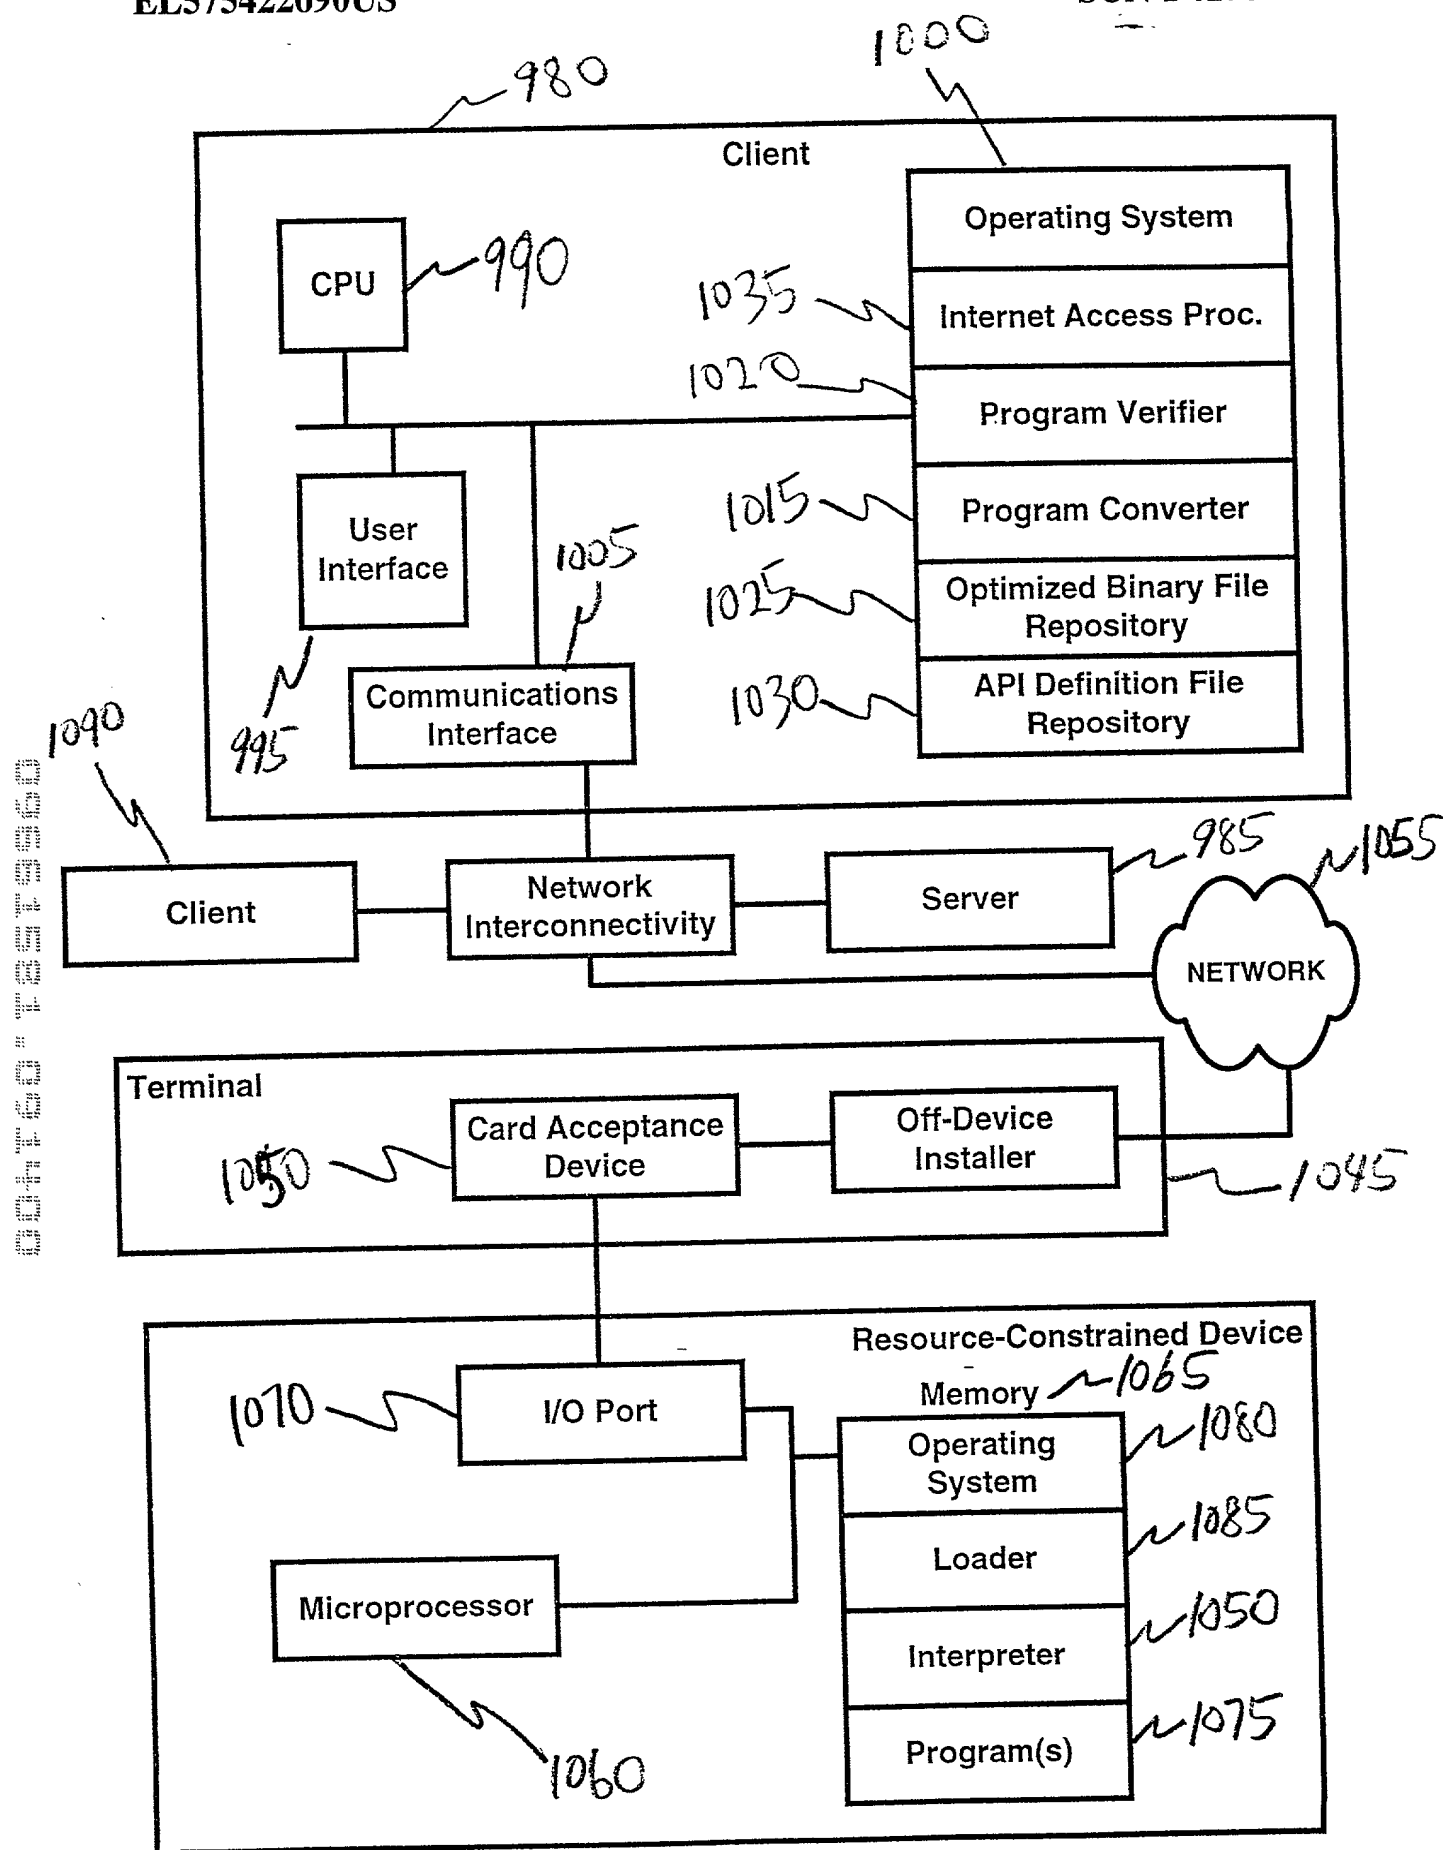 EL575422690US
980
1000
Client
Operating System
CPU
990
1035
Internet Access Proc.
1020
Program Verifier
1015
Program Converter
User
Interface
1005
1025
Optimized Binary File
Repository
995
Communications
Interface
1030
API Definition File
Repository
1090
985
1055
Client
Network
Interconnectivity
Server
NETWORK
Terminal
Card Acceptance
Device
Off-Device
Installer
1050
1045
Resource-Constrained Device
Memory
1065
1070
I/O Port
Operating
System
1080
Loader
1085
Microprocessor
Interpreter
1050
Program(s)
1075
1060